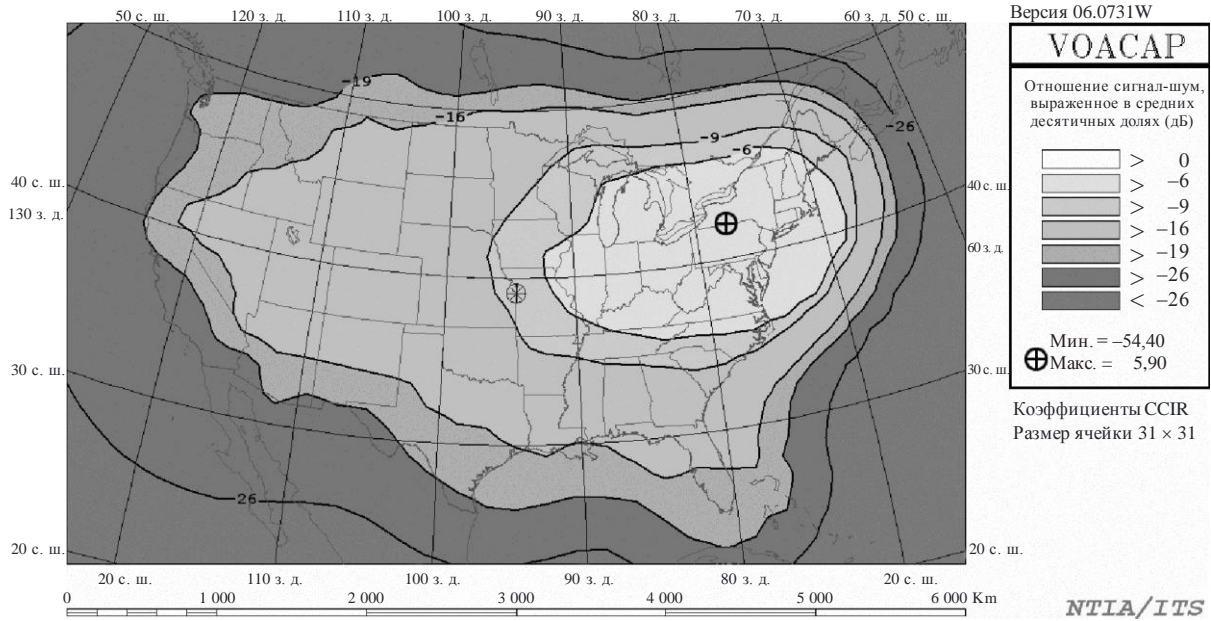 50 с. ш. 120 з. д. 110 з. д. 100 з. д. 90 з. д. 80 з. д. 70 з. д. 60 з. д. 50 с. ш.
Версия 06.0731W
VOACAP
Отношение сигнал-шум,
выраженное в средних
десятичных долях (дБ)
> 0
> –6
> –9
> –16
> –19
> –26
< –26
Мин. = –54,40
Макс. = 5,90
Коэффициенты CCIR
Размер ячейки 31 × 31
-19
-16
-9
-6
-26
26
40 с. ш.
130 з. д.
30 с. ш.
20 с. ш.
40 с. ш.
60 з. д.
30 с. ш.
20 с. ш.
20 с. ш. 110 з. д. 100 з. д. 90 з. д. 80 з. д. 20 с. ш.
0 1 000 2 000 3 000 4 000 5 000 6 000 Km
NTIA/ITS